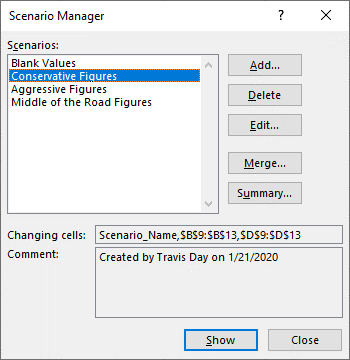 Scenario Manager
?
Scenarios:
Blank Values
Conservative Figures
Aggressive Figures
Middle of the Road Figures
Add...
Delete
Edit...
Merge...
Summary...
Changing cells: Scenario_Name,$B$9:$B$13,$D$9:$D$13
Comment: Created by Travis Day on 1/21/2020
Show Close